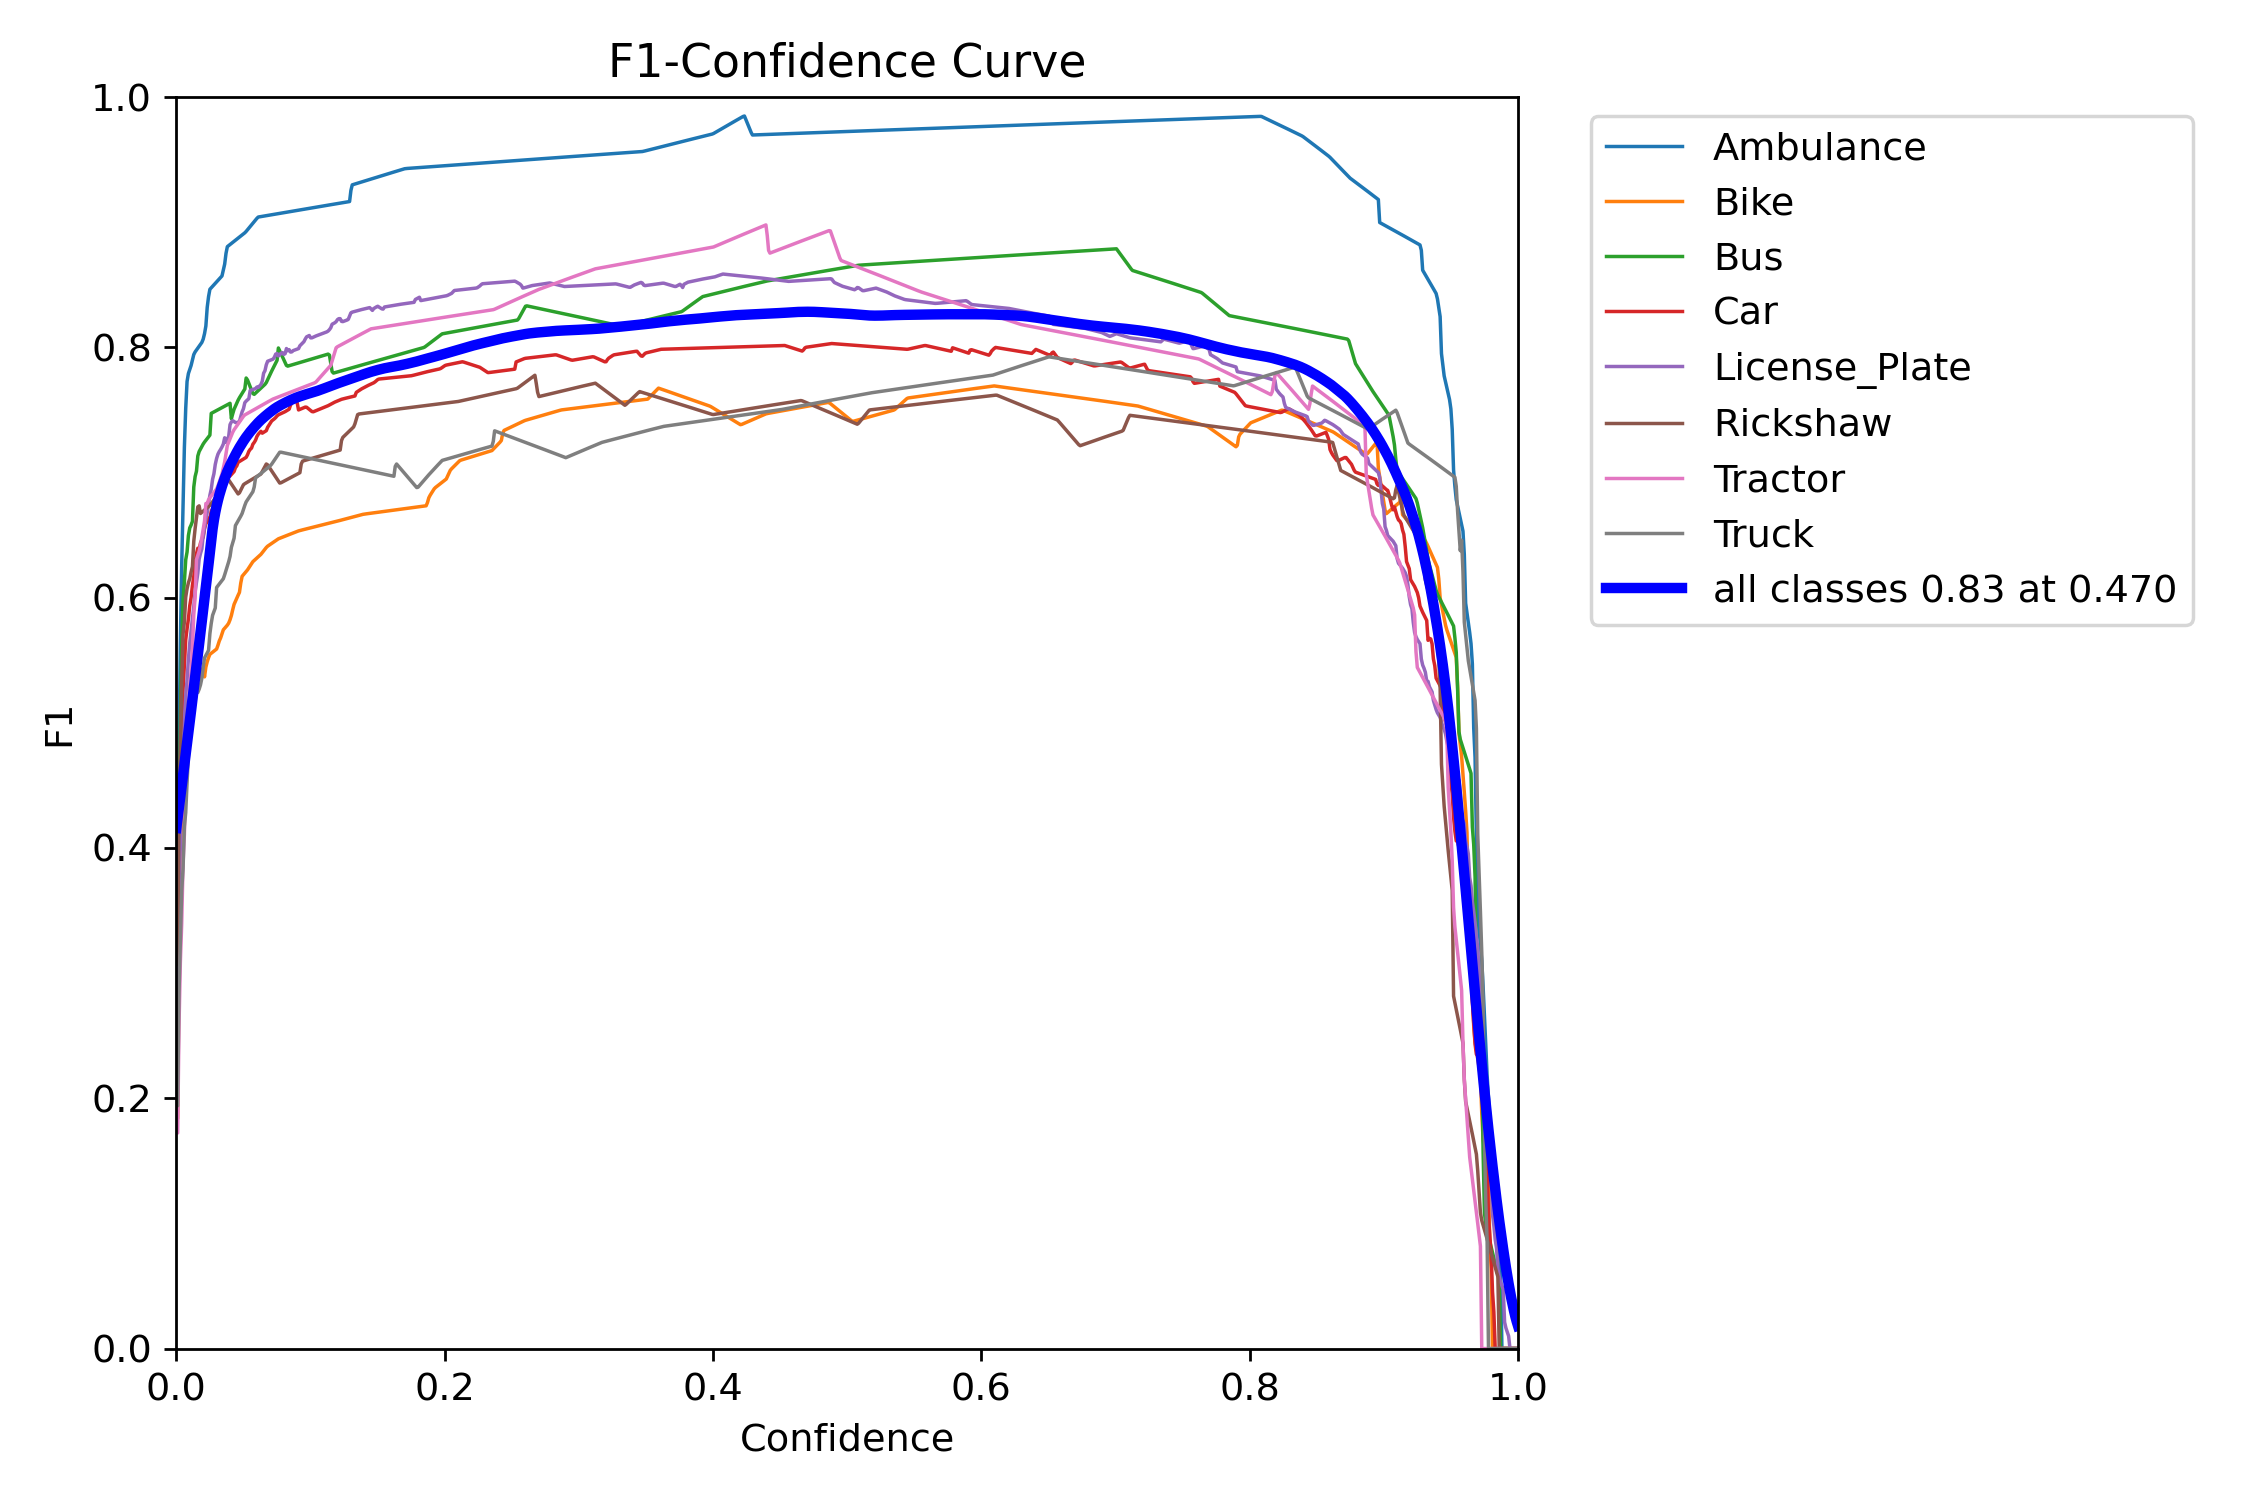 F1-Confidence Curve
1.0
0.8
0.6
0.4
0.2
0.0
F1
0.0 0.2 0.4 0.6 0.8 1.0
Confidence
Ambulance
Bike
Bus
Car
License_Plate
Rickshaw
Tractor
Truck
all classes 0.83 at 0.470